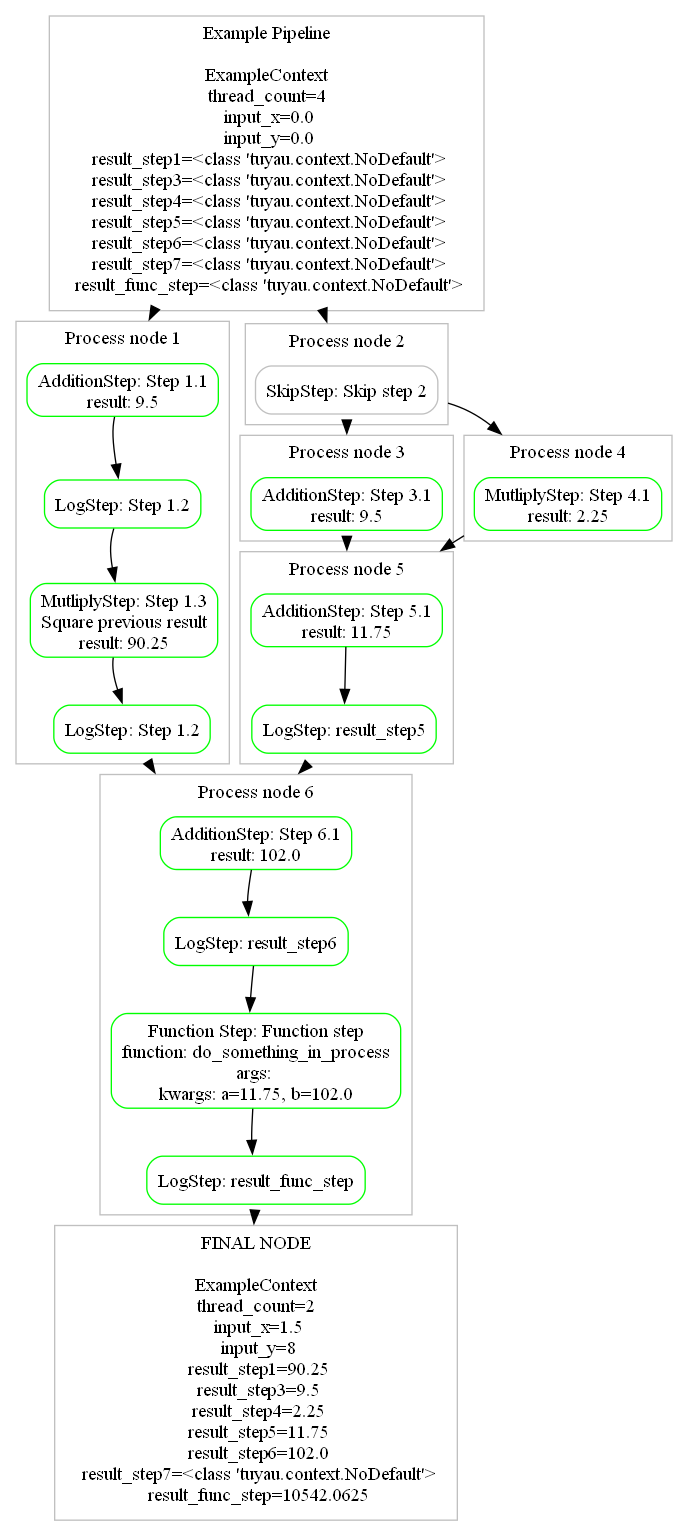 Example Pipeline
ExampleContext
thread_count=4
input_x=0.0
input_y=0.0
result_step1=<class 'tuyau.context.NoDefault'>
result_step3=<class 'tuyau.context.NoDefault'>
result_step4=<class 'tuyau.context.NoDefault'>
result_step5=<class 'tuyau.context.NoDefault'>
result_step6=<class 'tuyau.context.NoDefault'>
result_step7=<class 'tuyau.context.NoDefault'>
result_func_step=<class 'tuyau.context.NoDefault'>
Process node 1
AdditionStep: Step 1.1
result: 9.5
LogStep: Step 1.2
MutliplyStep: Step 1.3
Square previous result
result: 90.25
LogStep: Step 1.2
Process node 2
SkipStep: Skip step 2
Process node 3
AdditionStep: Step 3.1
result: 9.5
Process node 4
MutliplyStep: Step 4.1
result: 2.25
Process node 5
AdditionStep: Step 5.1
result: 11.75
LogStep: result_step5
Process node 6
AdditionStep: Step 6.1
result: 102.0
LogStep: result_step6
Function Step: Function step
function: do_something_in_process
args:
kwargs: a=11.75, b=102.0
LogStep: result_func_step
FINAL NODE
ExampleContext
thread_count=2
input_x=1.5
input_y=8
result_step1=90.25
result_step3=9.5
result_step4=2.25
result_step5=11.75
result_step6=102.0
result_step7=<class 'tuyau.context.NoDefault'>
result_func_step=10542.0625